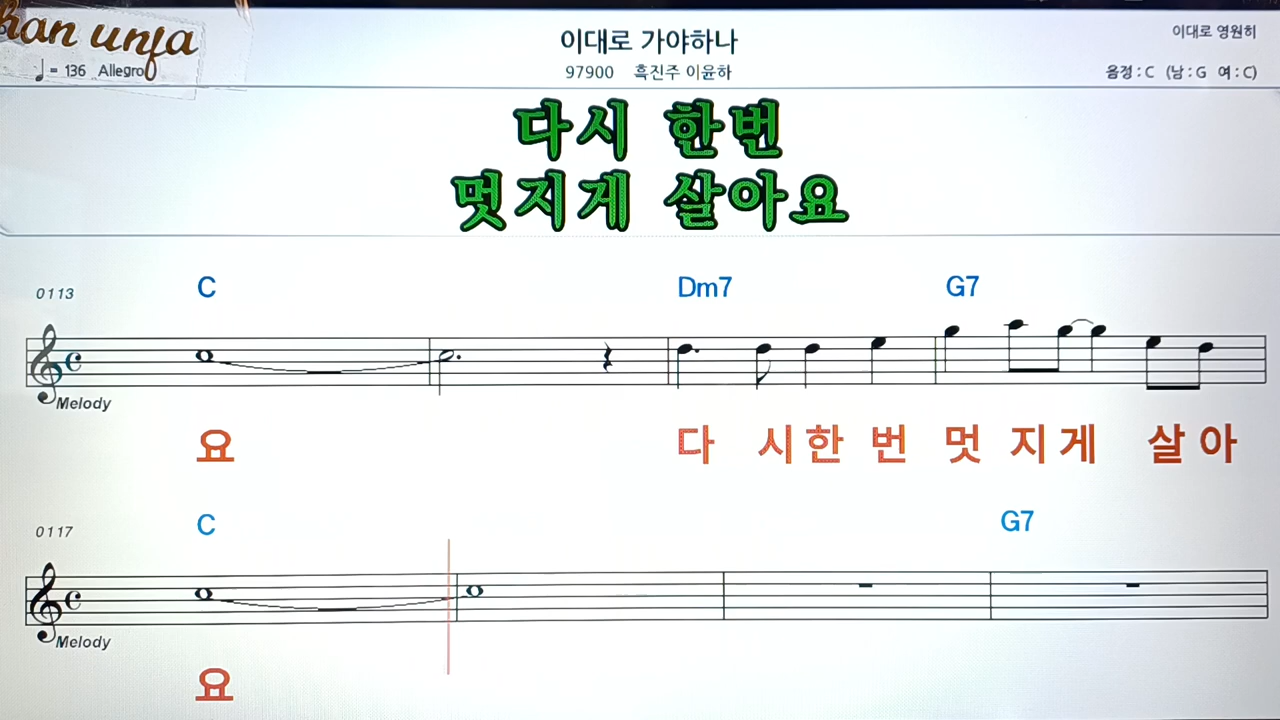 han unfa
이대로 가야하나
이대로 영원히
♩= 136 Allegro
97900 흑진주 이윤하
음정 : C (남 : G 여 : C)
다시 한번
멋지게 살아요
0113
C Dm7 G7
Melody
요 다 시한 번 멋 지게 살아
0117
C G7
Melody
요